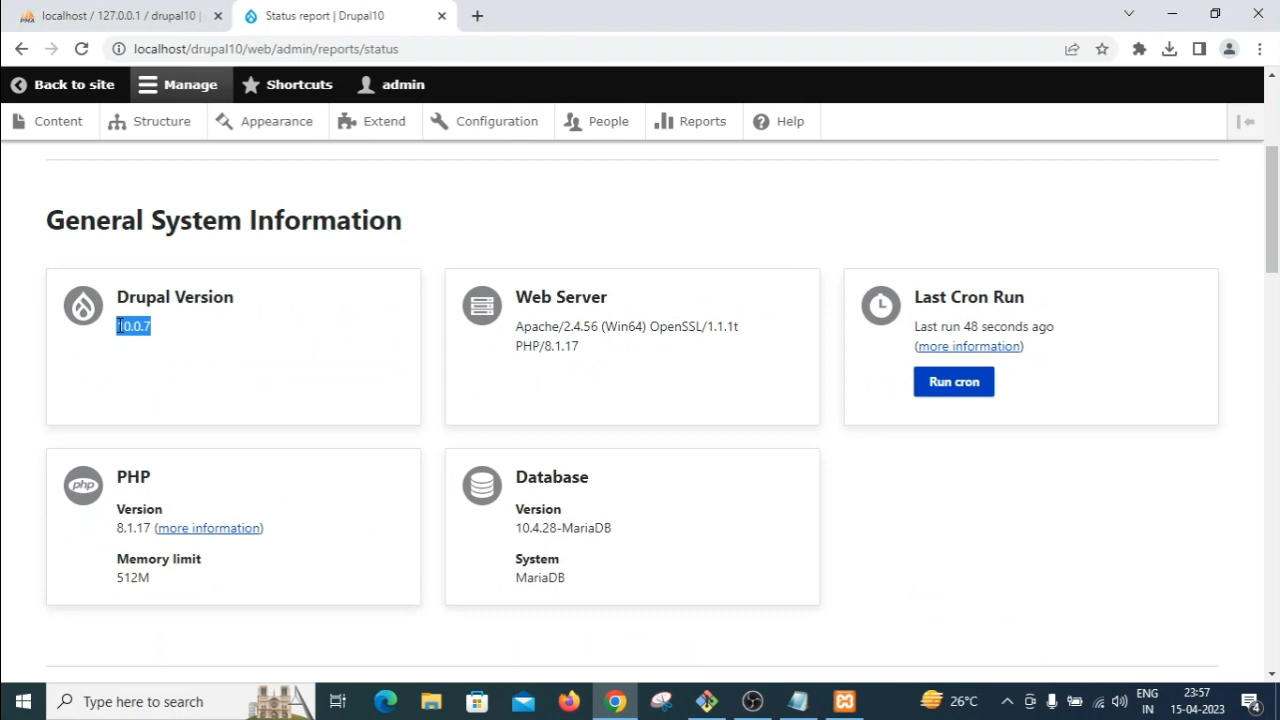 localhost / 127.0.0.1 / drupal10 |
Status report | Drupal10
localhost/drupal10/web/admin/reports/status
Back to site
Manage
Shortcuts
admin
Content
Structure
Appearance
Extend
Configuration
People
Reports
Help
General System Information
Drupal Version
10.0.7
Web Server
Apache/2.4.56 (Win64) OpenSSL/1.1.1t
PHP/8.1.17
Last Cron Run
Last run 48 seconds ago
(more information)
Run cron
php
PHP
Version
8.1.17 (more information)
Memory limit
512M
Database
Version
10.4.28-MariaDB
System
MariaDB
Type here to search
26°C
ENG
IN
23:57
15-04-2023
4